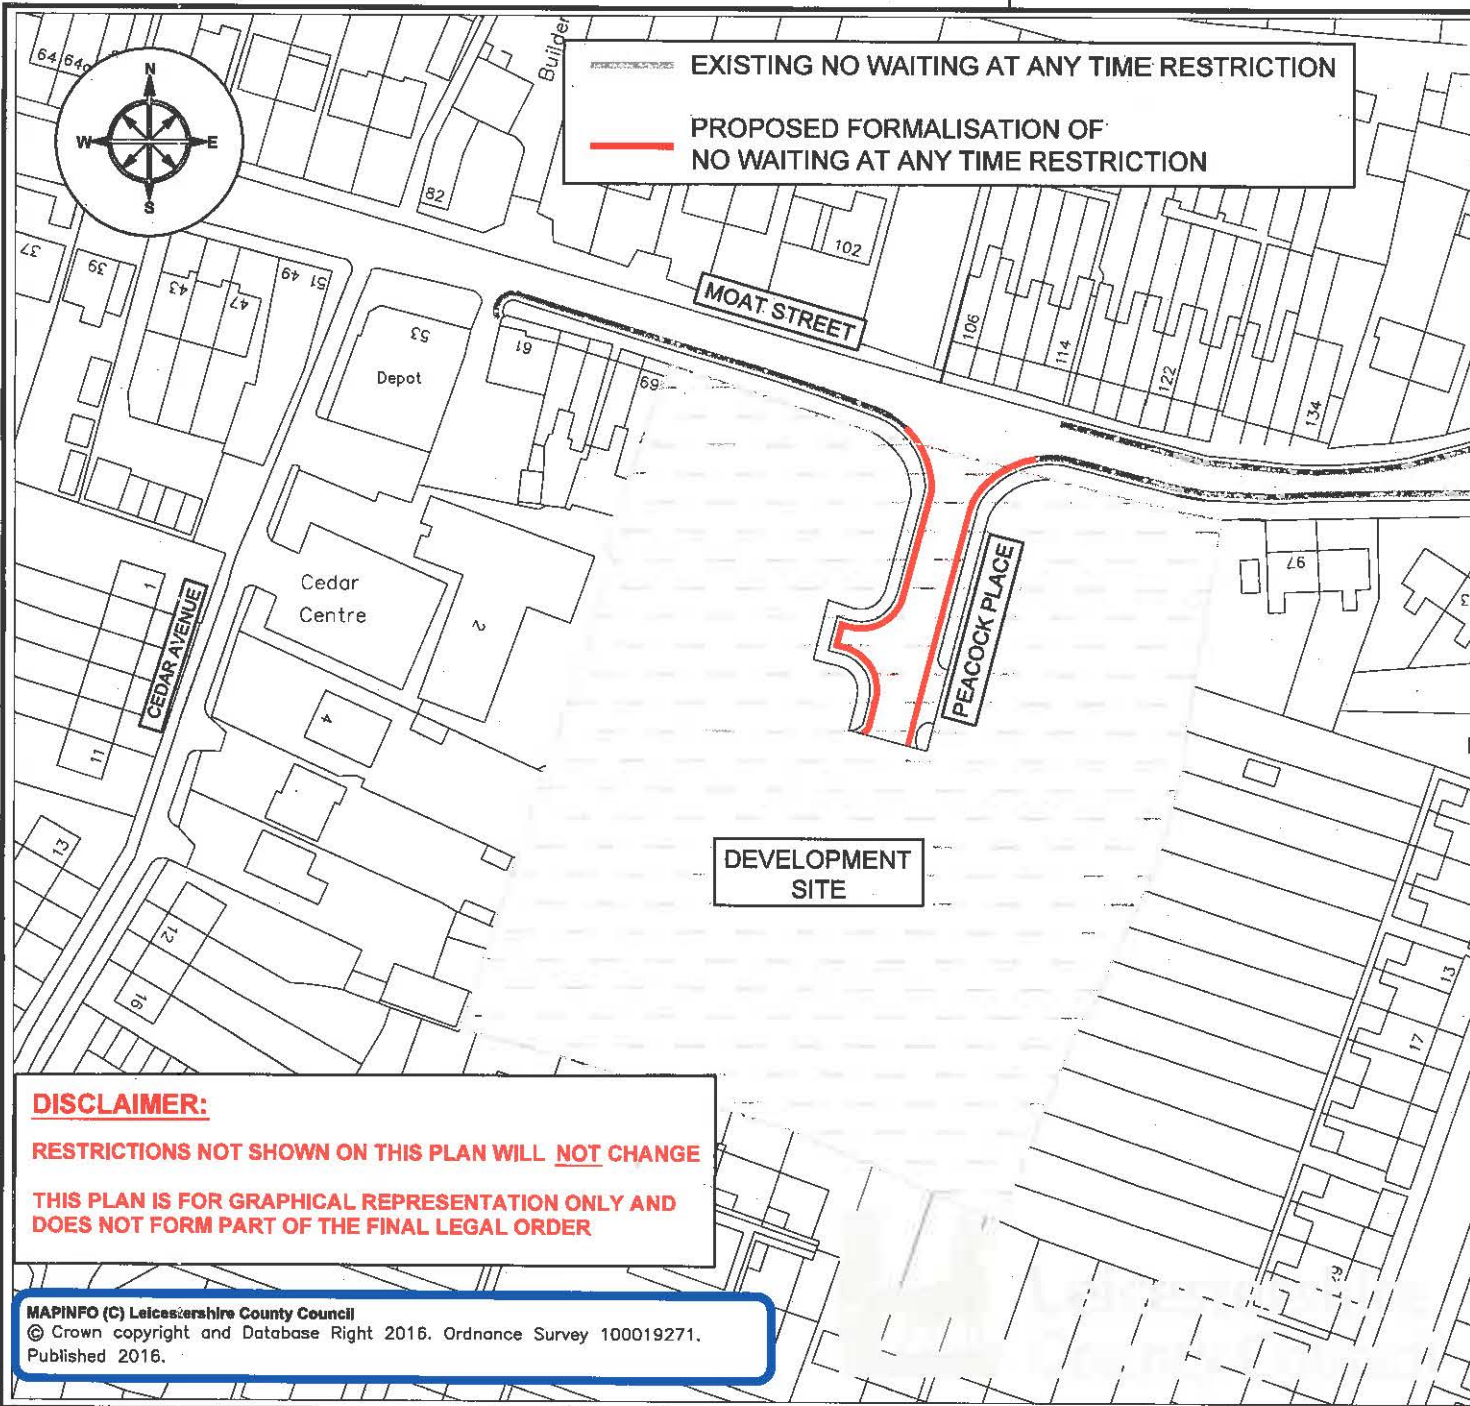 EXISTING NO WAITING AT ANY TIME RESTRICTION
PROPOSED FORMALISATION OF
NO WAITING AT ANY TIME RESTRICTION
N
W
E
S
64
Builder
82
102
37
39
43
47
49
51
53
Depot
61
69
MOAT STREET
106
114
122
134
97
3
1
11
CEDAR AVENUE
Cedar
Centre
2
4
PEACOCK PLACE
DEVELOPMENT
SITE
13
12
16
13
17
DISCLAIMER:
RESTRICTIONS NOT SHOWN ON THIS PLAN WILL NOT CHANGE
THIS PLAN IS FOR GRAPHICAL REPRESENTATION ONLY AND
DOES NOT FORM PART OF THE FINAL LEGAL ORDER
MAPINFO (C) Leicestershire County Council
© Crown copyright and Database Right 2016. Ordnance Survey 100019271.
Published 2016.